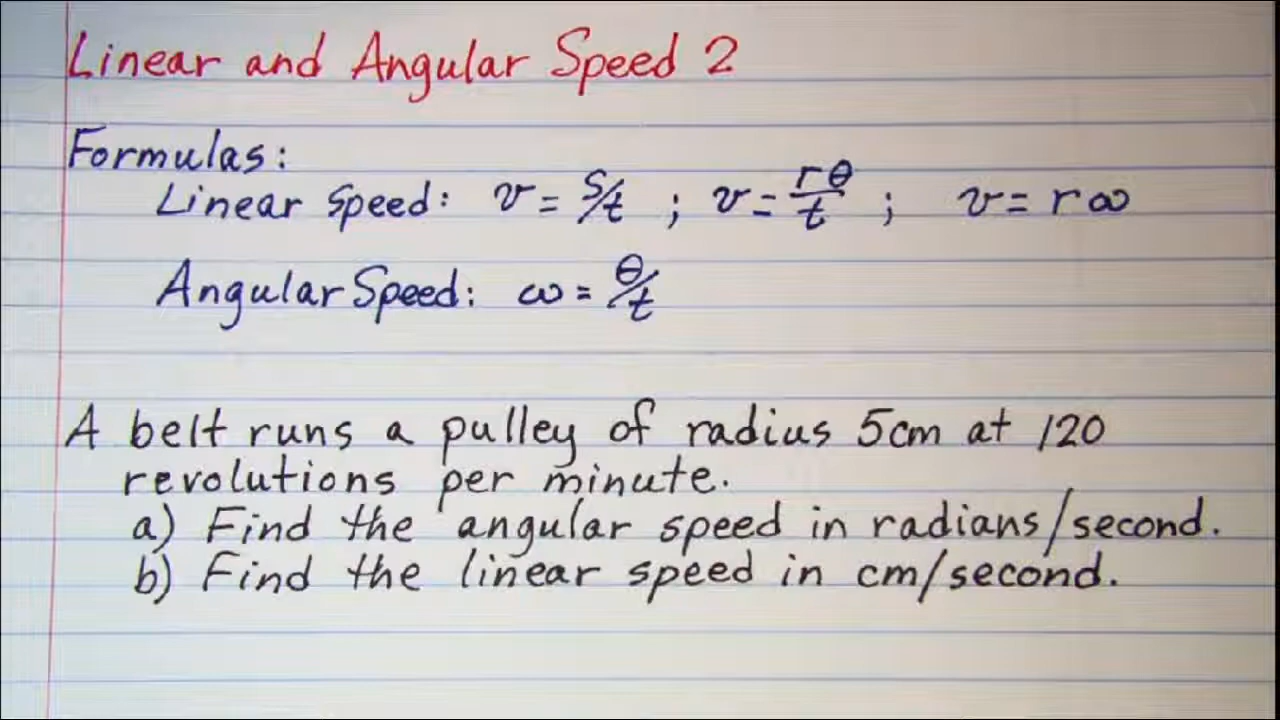 Linear and Angular Speed 2
Formulas:
Linear Speed: v = s/t ; v = rθ/t ; v = rω
Angular Speed: ω = θ/t
A belt runs a pulley of radius 5cm at 120
revolutions per minute.
a) Find the angular speed in radians/second.
b) Find the linear speed in cm/second.